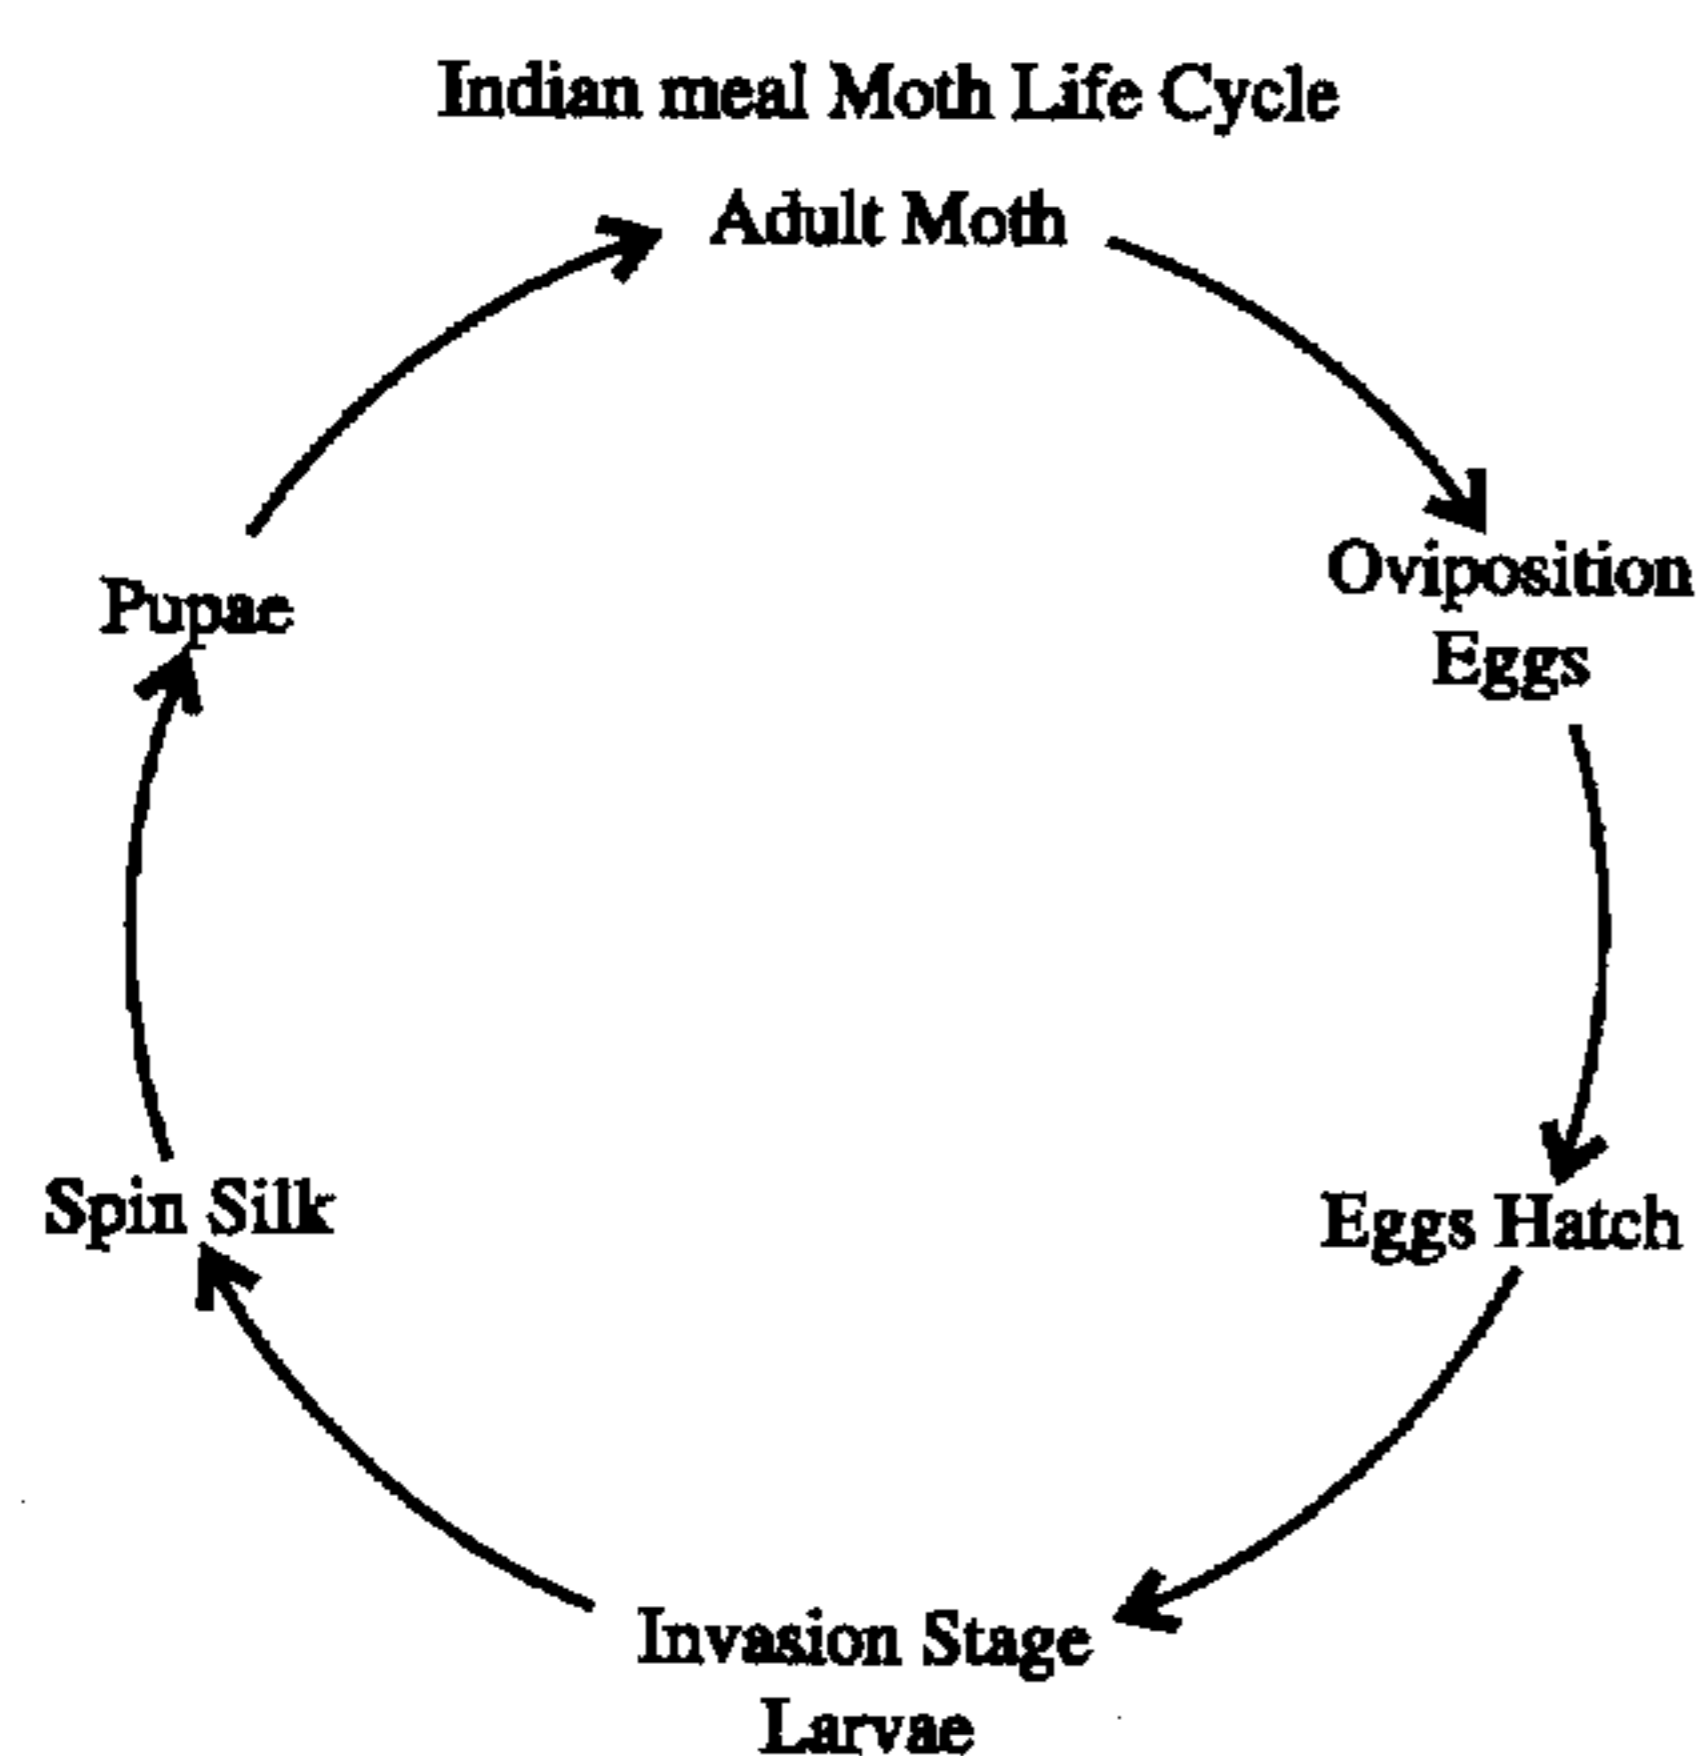 Indian meal Moth Life Cycle
Adult Moth
Oviposition
Eggs
Eggs Hatch
Invasion Stage
Larvae
Spin Silk
Pupae